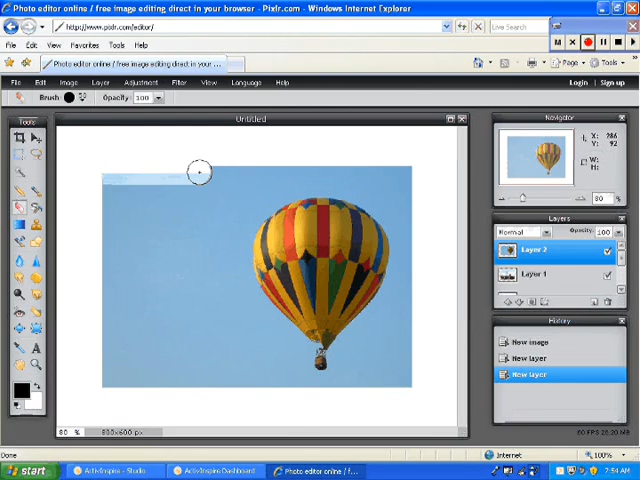 Photo editor online / free image editing direct in your browser - Pixlr.com - Windows Internet Explorer
http://www.pixlr.com/editor/
Live Search
File Edit View Favorites Tools Help
Photo editor online / free image editing direct in your ...
Page Tools
File Edit Image Layer Adjustment Filter View Language Help Login | Sign up
Brush Opacity: 100
Tools
Untitled
Navigator
X: 286
Y: 92
W:
H:
80 %
Layers
Normal Opacity: 100
Layer 2
Layer 1
History
New image
New layer
New layer
80 % 800x600 px
Done Internet 100%
start ActivInspire - Studio ActivInspire Dashboard Photo editor online / f... 7:54 AM